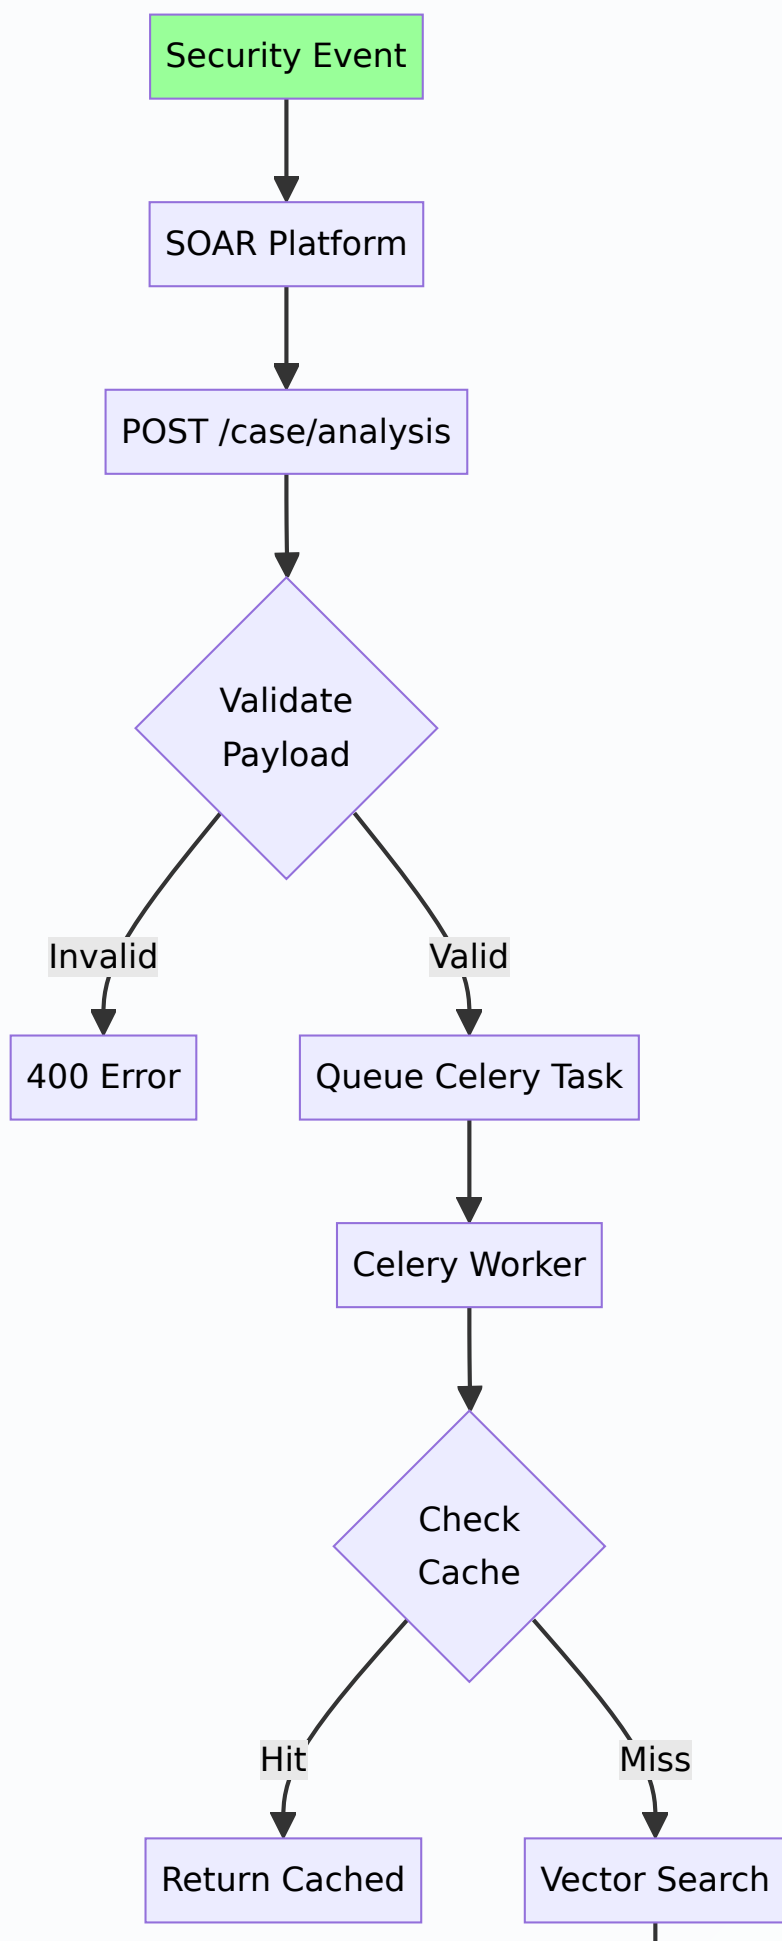 Security Event
SOAR Platform
POST /case/analysis
Validate
Payload
Invalid
Valid
400 Error
Queue Celery Task
Celery Worker
Check
Cache
Hit
Miss
Return Cached
Vector Search